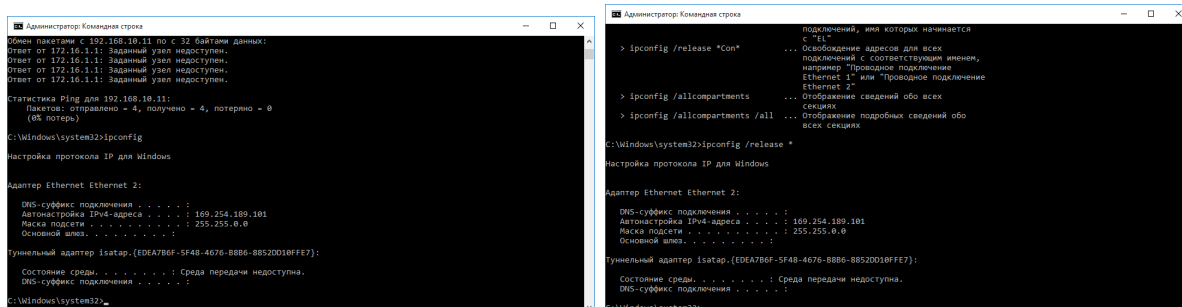 Администратор: Командная строка
Обмен пакетами с 192.168.10.11 по с 32 байтами данных:
Ответ от 172.16.1.1: Заданный узел недоступен.
Ответ от 172.16.1.1: Заданный узел недоступен.
Ответ от 172.16.1.1: Заданный узел недоступен.
Ответ от 172.16.1.1: Заданный узел недоступен.
Статистика Ping для 192.168.10.11:
Пакетов: отправлено = 4, получено = 4, потеряно = 0
(0% потерь)
C:\Windows\system32>ipconfig
Настройка протокола IP для Windows
Адаптер Ethernet Ethernet 2:
DNS-суффикс подключения . . . . . :
Автонастройка IPv4-адреса . . . . : 169.254.189.101
Маска подсети . . . . . . . . . . : 255.255.0.0
Основной шлюз. . . . . . . . . :
Туннельный адаптер isatap.{EDEA7B6F-5F48-4676-B8B6-8852DD10FFE7}:
Состояние среды. . . . . . . . : Среда передачи недоступна.
DNS-суффикс подключения . . . . . :
C:\Windows\system32>_
Администратор: Командная строка
подключений, имя которых начинается
с "EL"
> ipconfig /release *Con* ... Освобождение адресов для всех
подключений с соответствующим именем,
например "Проводное подключение
Ethernet 1" или "Проводное подключение
Ethernet 2"
> ipconfig /allcompartments ... Отображение сведений обо всех
секциях
> ipconfig /allcompartments /all ... Отображение подробных сведений обо
всех секциях
C:\Windows\system32>ipconfig /release *
Настройка протокола IP для Windows
Адаптер Ethernet Ethernet 2:
DNS-суффикс подключения . . . . . :
Автонастройка IPv4-адреса . . . . : 169.254.189.101
Маска подсети . . . . . . . . . . : 255.255.0.0
Основной шлюз. . . . . . . . . :
Туннельный адаптер isatap.{EDEA7B6F-5F48-4676-B8B6-8852DD10FFE7}:
Состояние среды. . . . . . . . : Среда передачи недоступна.
DNS-суффикс подключения . . . . . :
C:\Windows\system32>